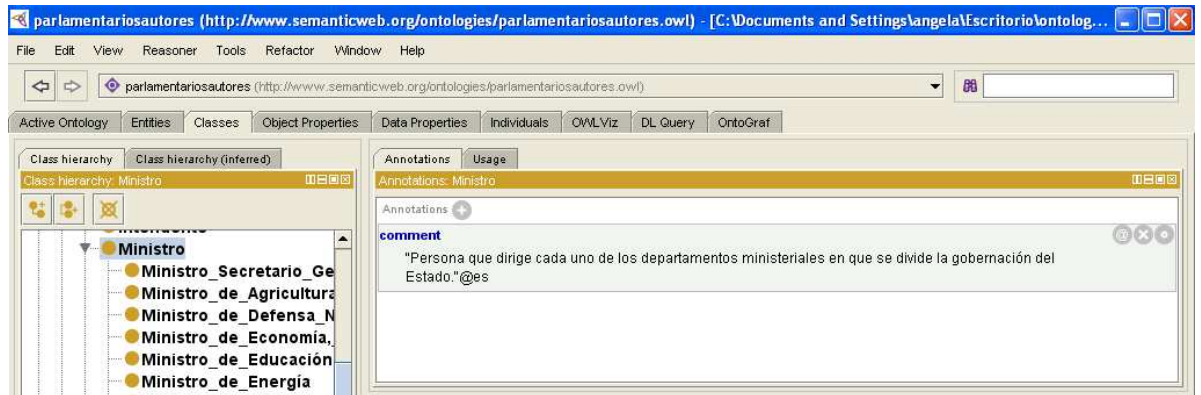 parlamentariosautores (http://www.semanticweb.org/ontologies/parlamentariosautores.owl) - [C:\Documents and Settings\angela\Escritorio\ontolog...
File Edit View Reasoner Tools Refactor Window Help
parlamentariosautores (http://www.semanticweb.org/ontologies/parlamentariosautores.owl)
Active Ontology Entities Classes Object Properties Data Properties Individuals OWLViz DL Query OntoGraf
Class hierarchy Class hierarchy (inferred)
Class hierarchy: Ministro
Intendente
Ministro
Ministro_Secretario_Ge
Ministro_de_Agricultura
Ministro_de_Defensa_N
Ministro_de_Economía,
Ministro_de_Educación
Ministro_de_Energía
Annotations Usage
Annotations: Ministro
Annotations
comment
"Persona que dirige cada uno de los departamentos ministeriales en que se divide la gobernación del
Estado."@es